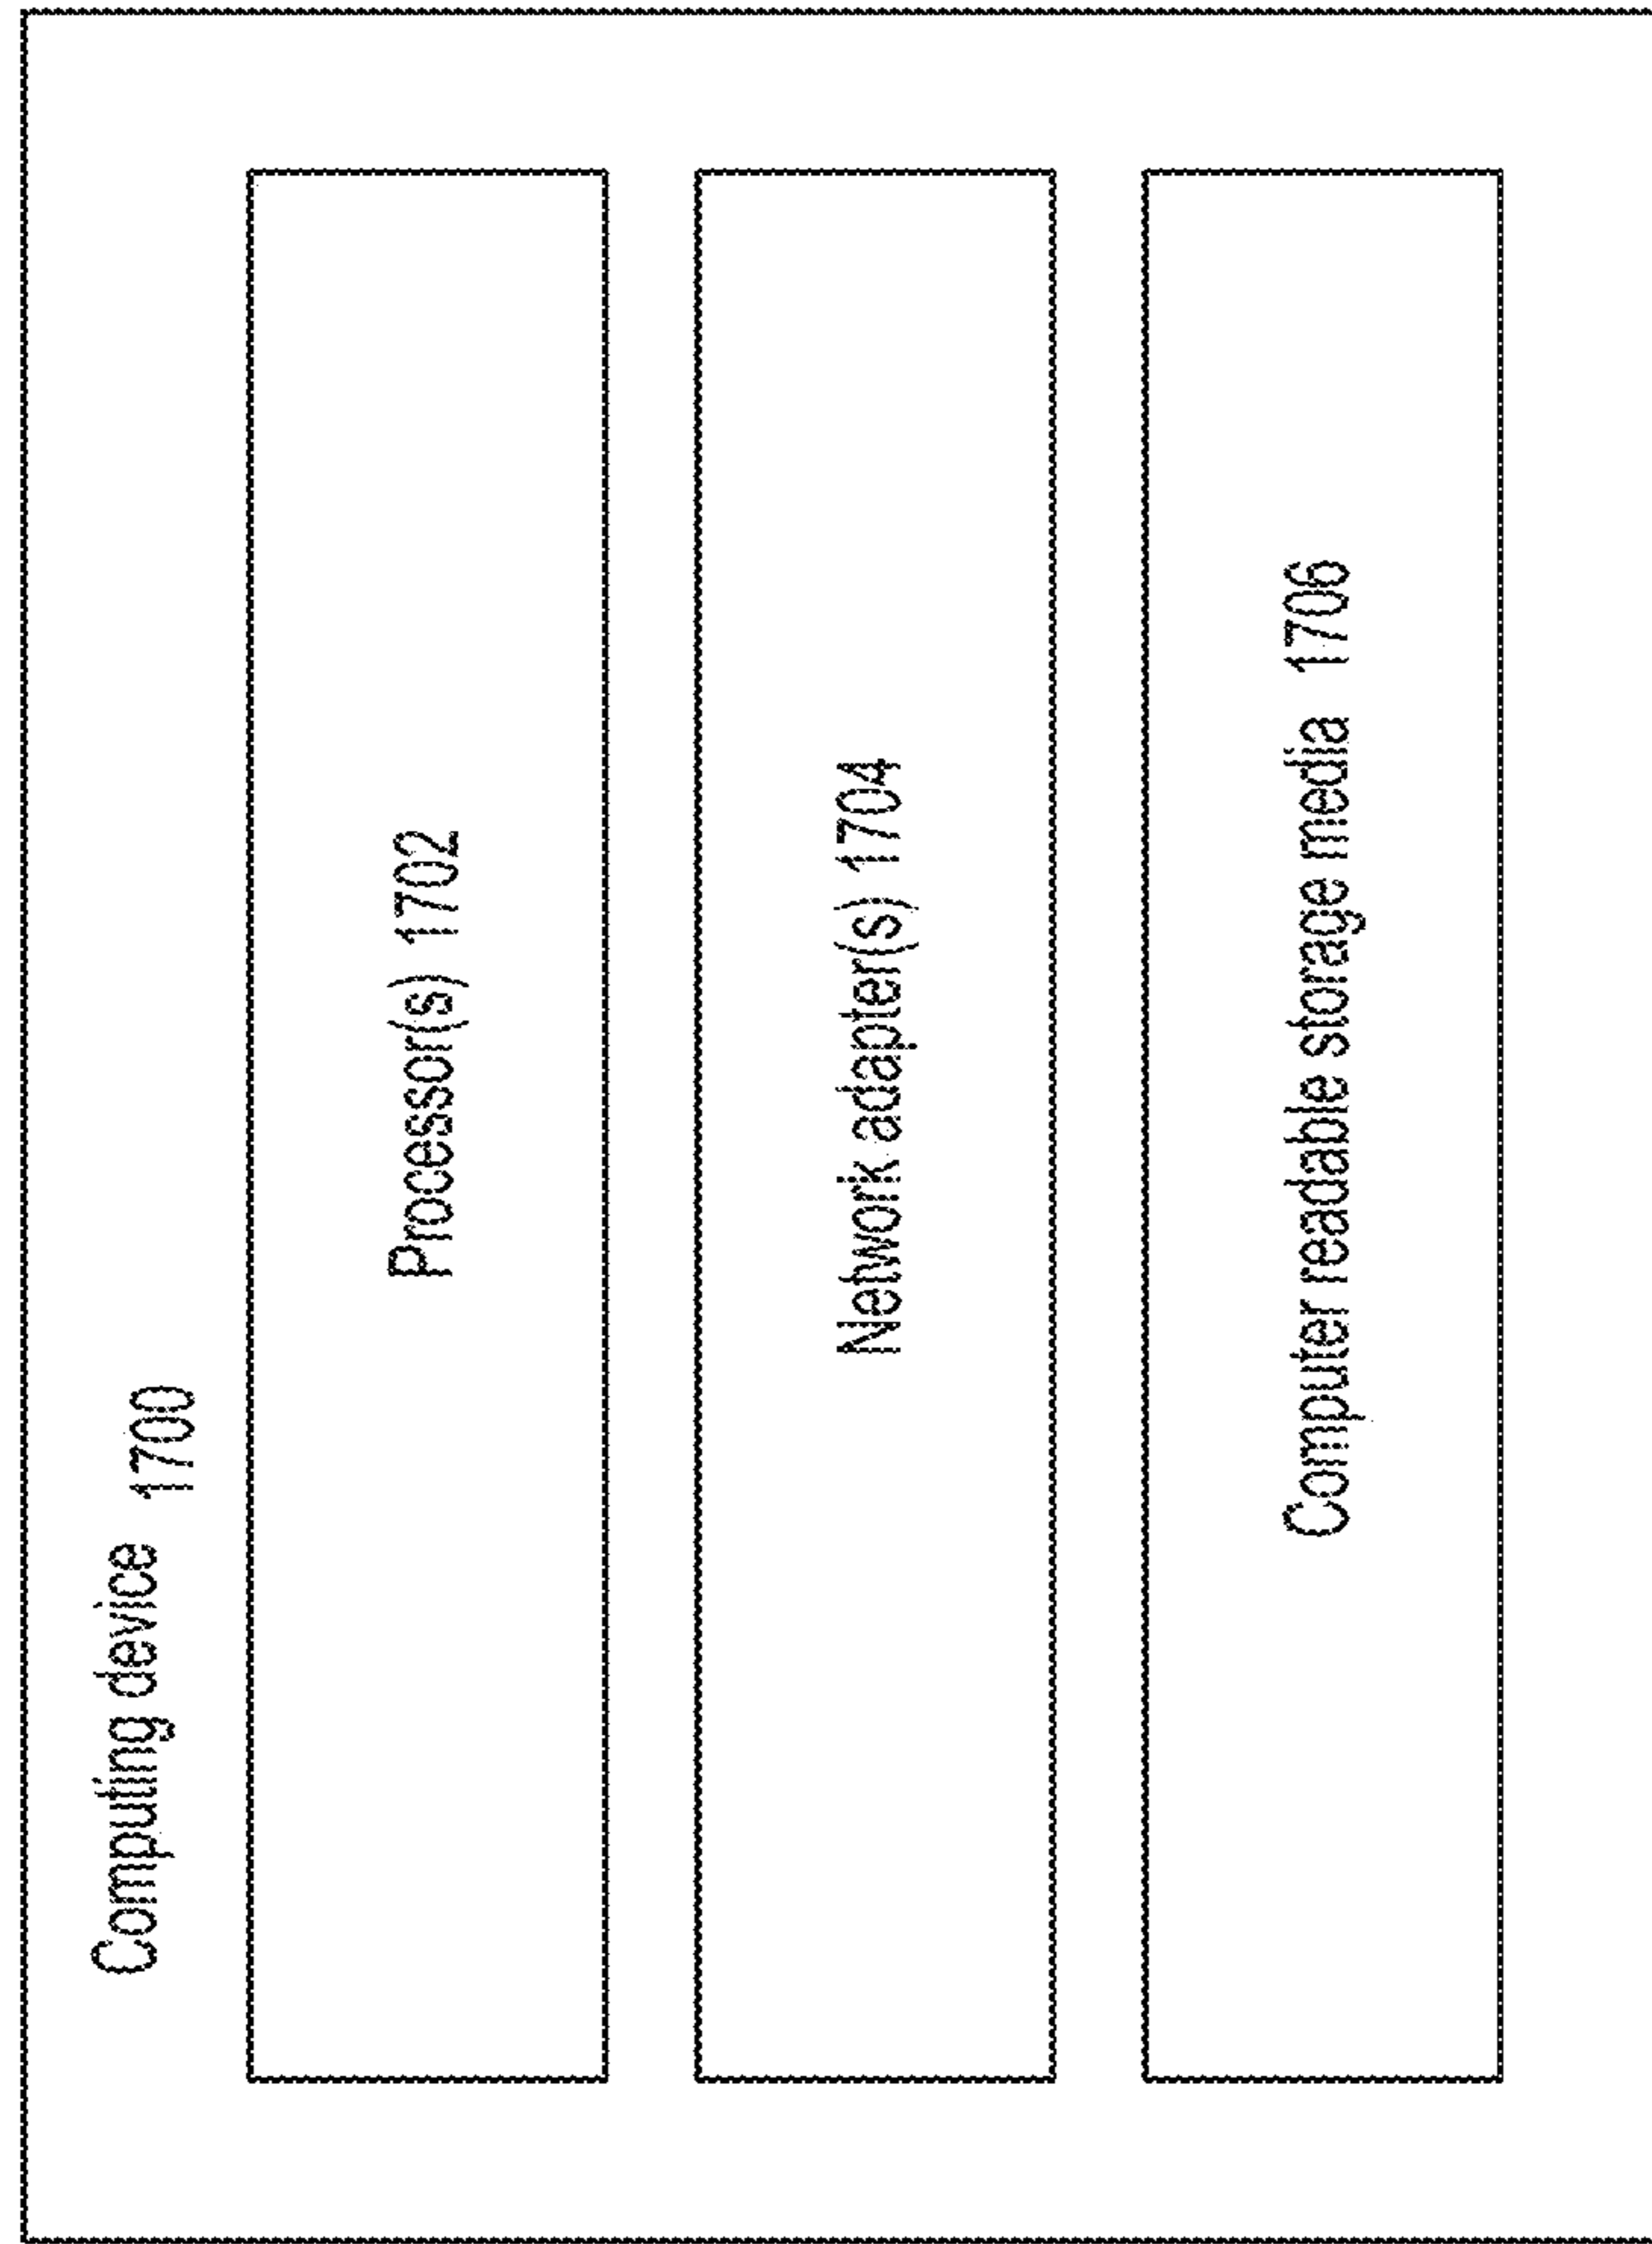 Computing device 1700
Processor(s) 1702
Network adapter(s) 1704
Computer readable storage media 1706